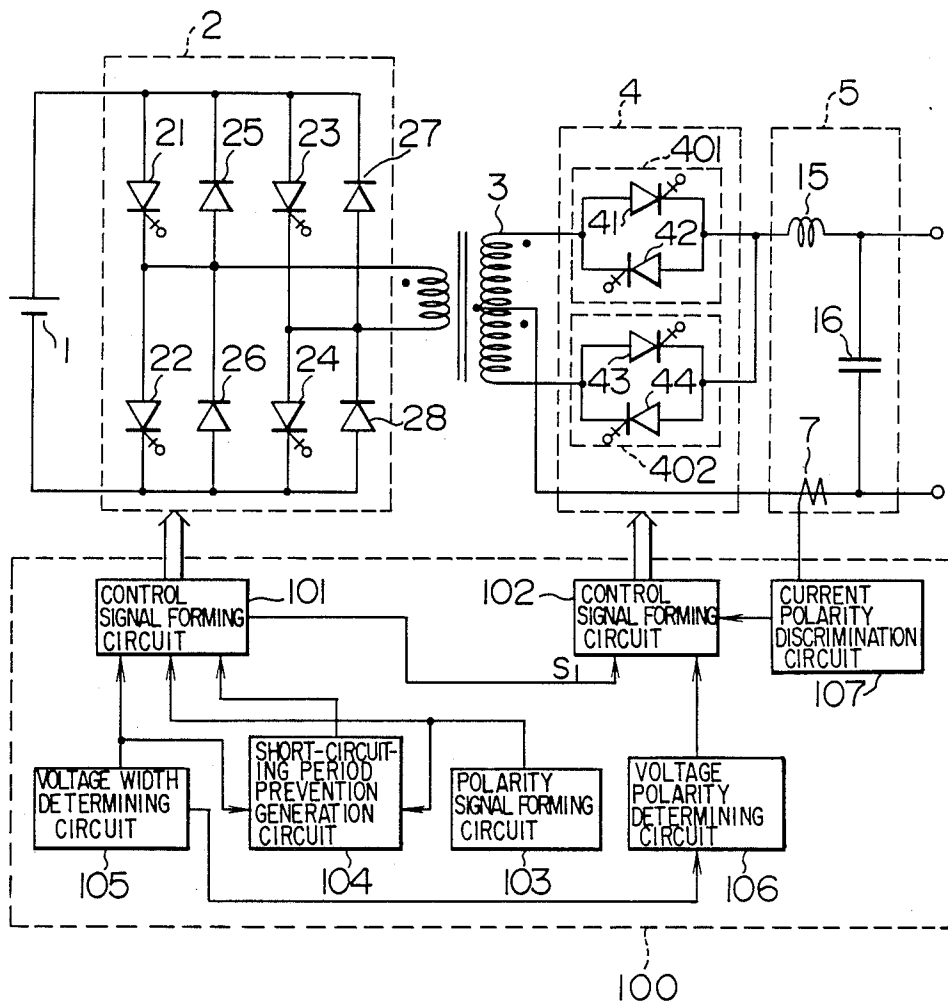 2
21
25
23
27
1
22
26
24
28
3
4
401
41
42
43
44
402
5
15
16
7
CONTROL
SIGNAL FORMING
CIRCUIT
101
102
CONTROL
SIGNAL FORMING
CIRCUIT
CURRENT
POLARITY
DISCRIMINATION
CIRCUIT
107
S1
VOLTAGE WIDTH
DETERMINING
CIRCUIT
105
SHORT-CIRCUIT-
ING PERIOD
PREVENTION
GENERATION
CIRCUIT
104
POLARITY
SIGNAL FORMING
CIRCUIT
103
VOLTAGE
POLARITY
DETERMINING
CIRCUIT
106
100